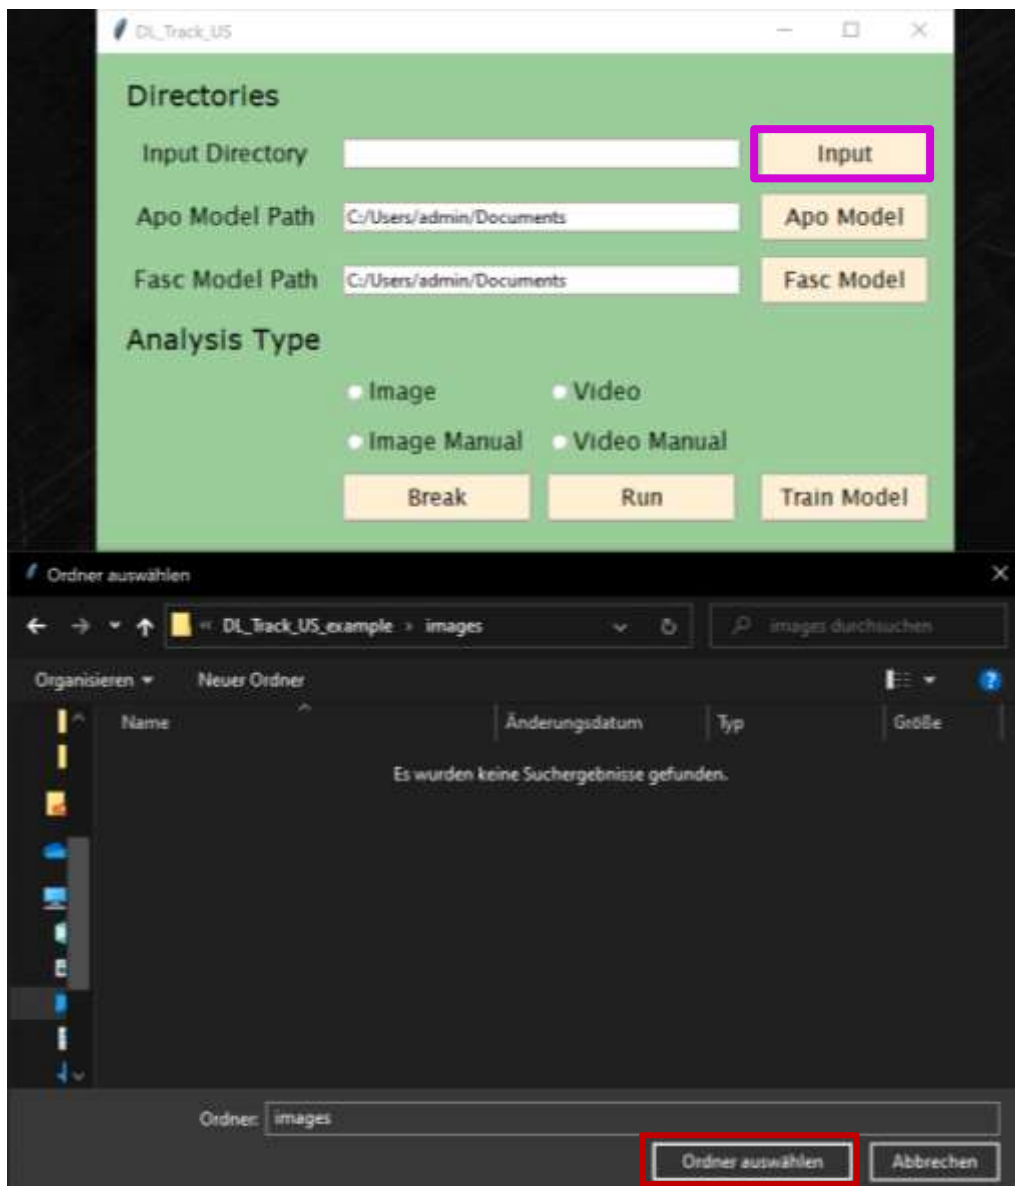 DL_Track_US
Directories
Input Directory
Input
Apo Model Path
C:/Users/admin/Documents
Apo Model
Fasc Model Path
C:/Users/admin/Documents
Fasc Model
Analysis Type
Image
Video
Image Manual
Video Manual
Break
Run
Train Model
Ordner auswählen
« DL_Track_US_example › images
images durchsuchen
Organisieren
Neuer Ordner
?
Name
Änderungsdatum
Typ
Größe
Es wurden keine Suchergebnisse gefunden.
Ordner:
images
Ordner auswählen
Abbrechen